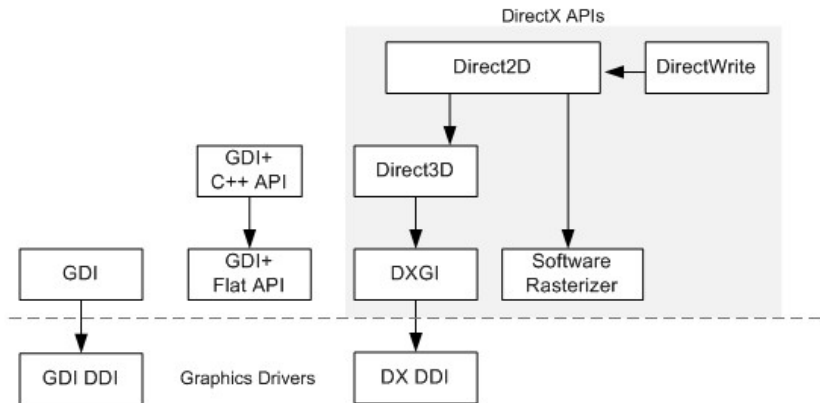 DirectX APIs
Direct2D
DirectWrite
GDI+
C++ API
Direct3D
GDI
GDI+
Flat API
DXGI
Software
Rasterizer
GDI DDI
Graphics Drivers
DX DDI